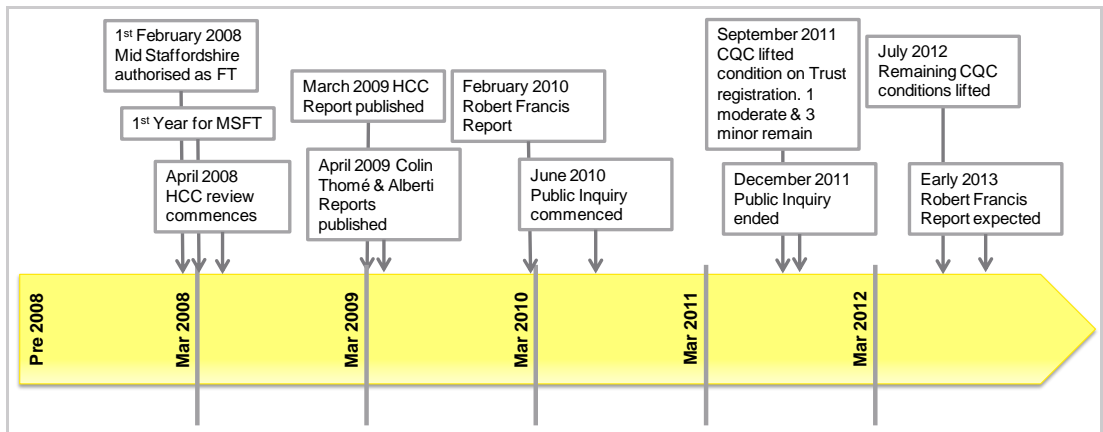 1st February 2008
Mid Staffordshire
authorised as FT
1st Year for MSFT
April 2008
HCC review
commences
March 2009 HCC
Report published
April 2009 Colin
Thomé & Alberti
Reports
published
February 2010
Robert Francis
Report
June 2010
Public Inquiry
commenced
September 2011
CQC lifted
condition on Trust
registration. 1
moderate & 3
minor remain
December 2011
Public Inquiry
ended
July 2012
Remaining CQC
conditions lifted
Early 2013
Robert Francis
Report expected
Pre 2008
Mar 2008
Mar 2009
Mar 2010
Mar 2011
Mar 2012